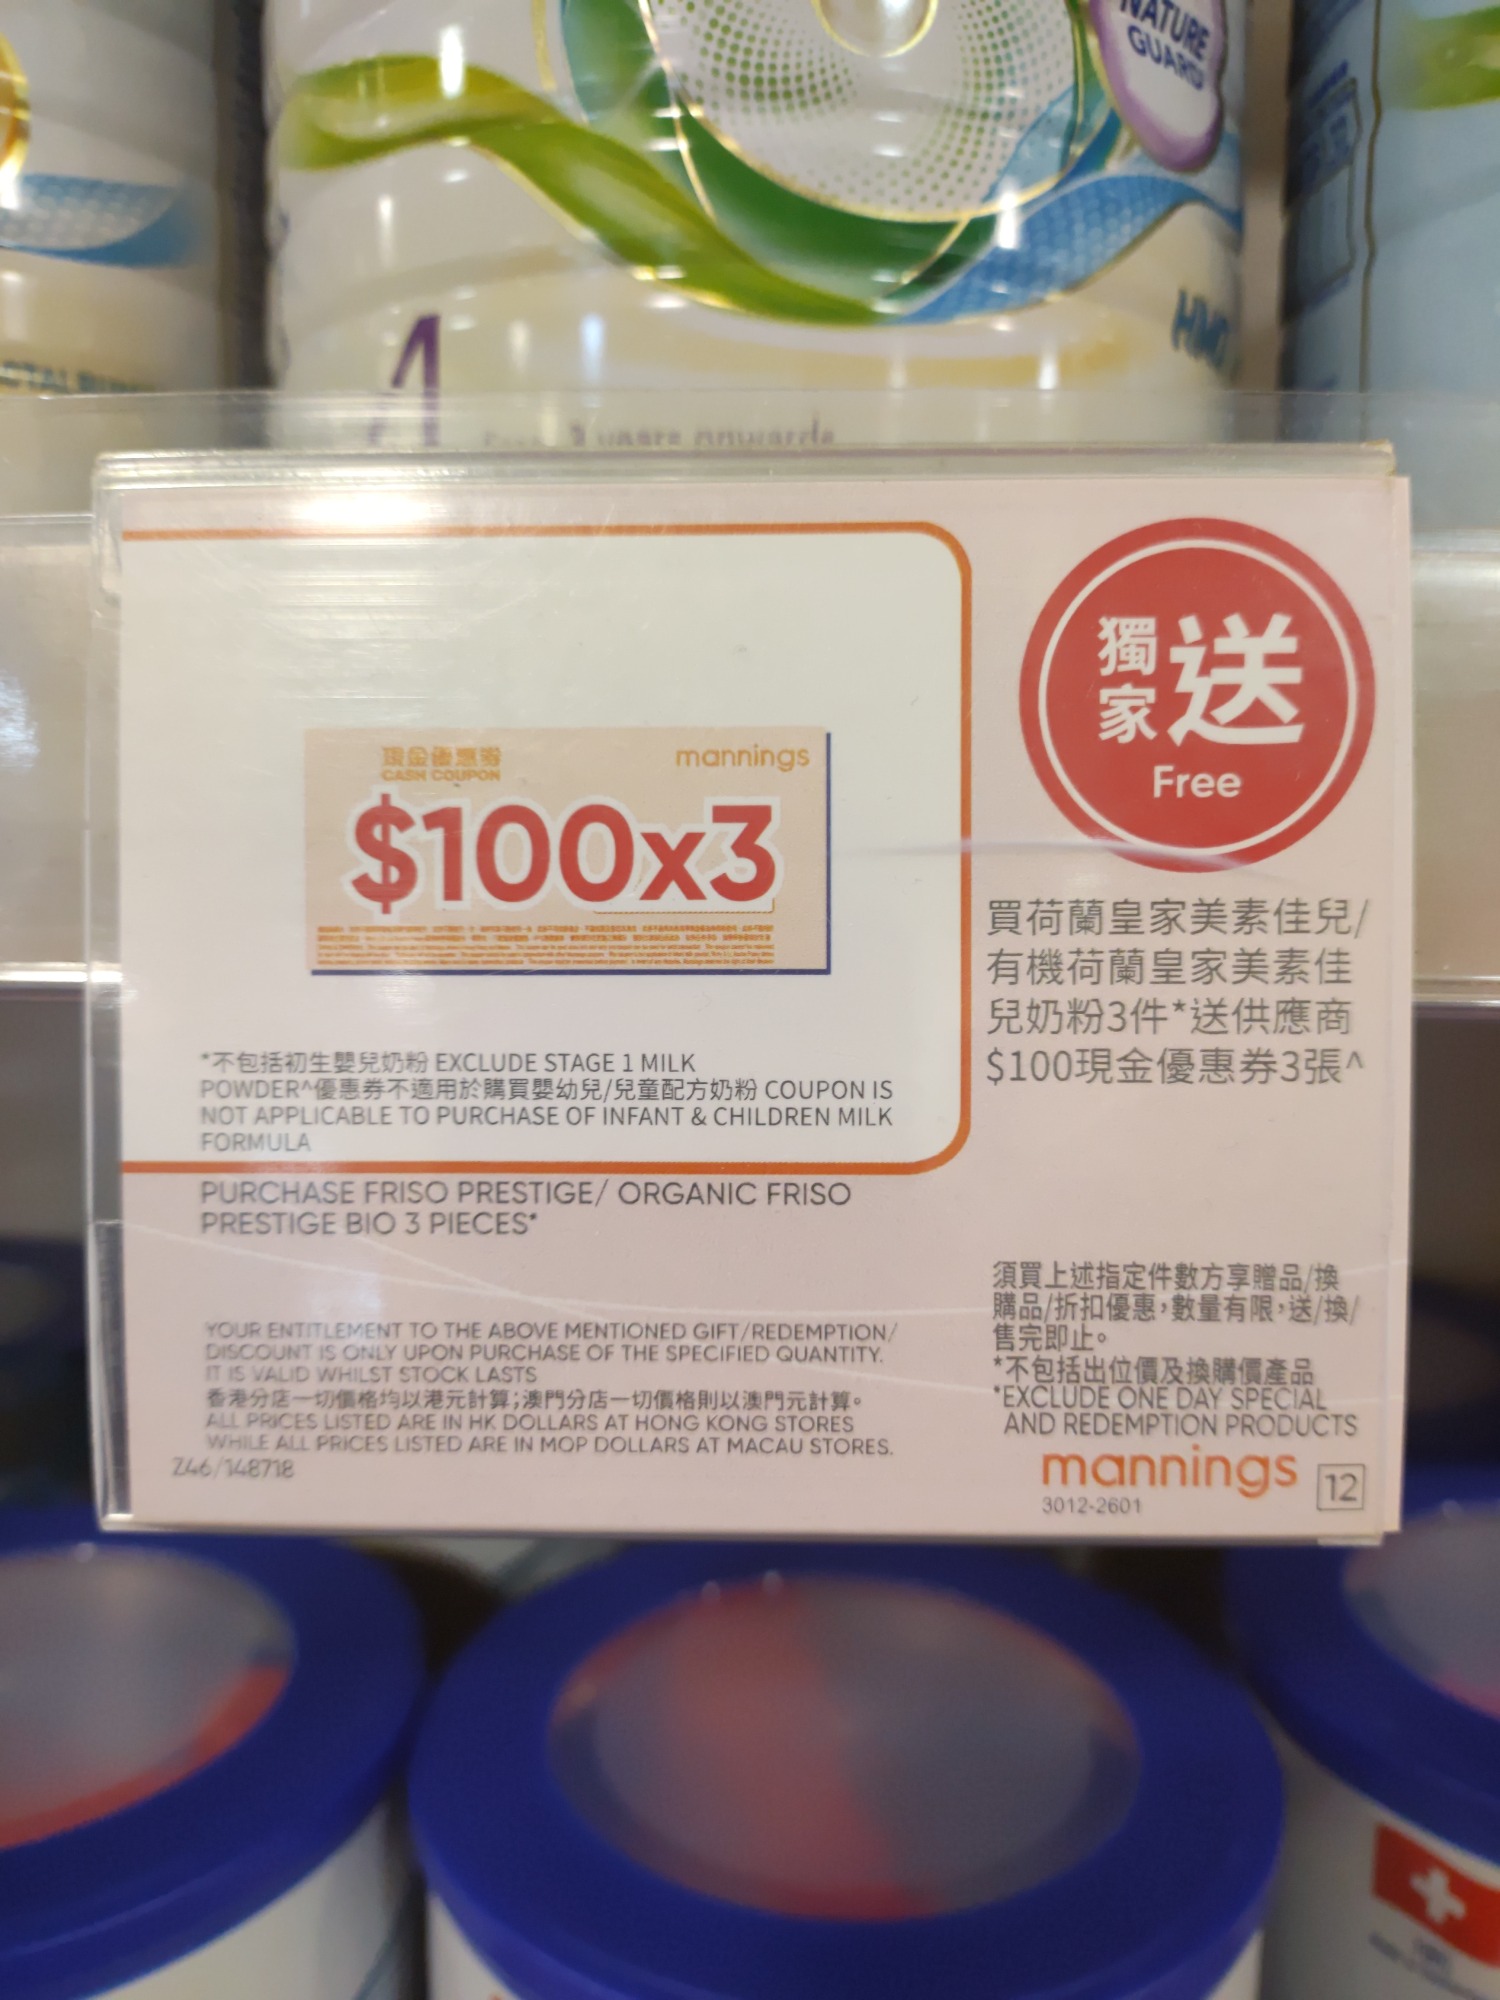 NATURE
GUARD
HMO
4
From 3 years onwards
獨家
送
Free
現金優惠券
CASH COUPON
mannings
$100x3
買荷蘭皇家美素佳兒/
有機荷蘭皇家美素佳
兒奶粉3件*送供應商
$100現金優惠券3張^
*不包括初生嬰兒奶粉 EXCLUDE STAGE 1 MILK
POWDER^優惠券不適用於購買嬰幼兒/兒童配方奶粉 COUPON IS
NOT APPLICABLE TO PURCHASE OF INFANT & CHILDREN MILK
FORMULA
PURCHASE FRISO PRESTIGE/ ORGANIC FRISO
PRESTIGE BIO 3 PIECES*
YOUR ENTITLEMENT TO THE ABOVE MENTIONED GIFT/REDEMPTION/
DISCOUNT IS ONLY UPON PURCHASE OF THE SPECIFIED QUANTITY.
IT IS VALID WHILST STOCK LASTS
香港分店一切價格均以港元計算;澳門分店一切價格則以澳門元計算。
ALL PRICES LISTED ARE IN HK DOLLARS AT HONG KONG STORES
WHILE ALL PRICES LISTED ARE IN MOP DOLLARS AT MACAU STORES.
Z46/148718
須買上述指定件數方享贈品/換
購品/折扣優惠,數量有限,送/換/
售完即止。
*不包括出位價及換購價產品
*EXCLUDE ONE DAY SPECIAL
AND REDEMPTION PRODUCTS
mannings
3012-2601
12